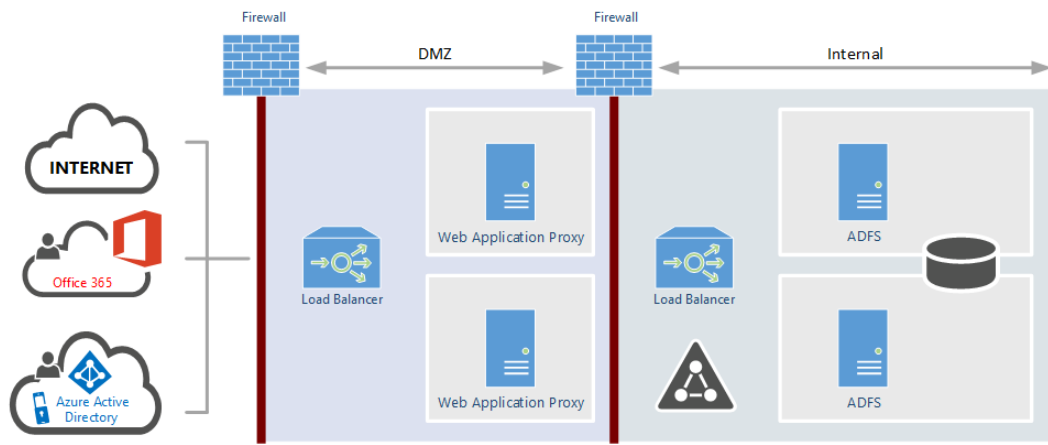 Firewall
Firewall
DMZ
Internal
INTERNET
Office 365
Azure Active
Directory
Load Balancer
Web Application Proxy
Web Application Proxy
Load Balancer
ADFS
ADFS